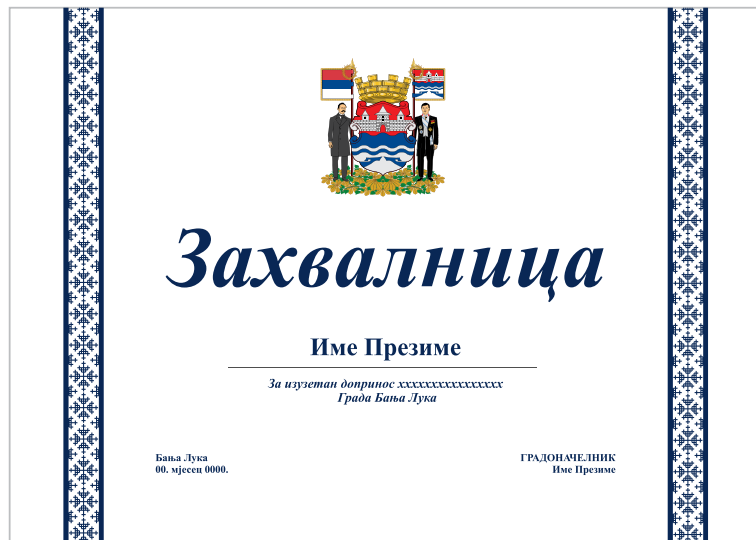 Захвалница
Име Презиме
За изузетан допринос xxxxxxxxxxxxxxxx
Града Бања Лука
Бања Лука
00. мјесец 0000.
ГРАДОНАЧЕЛНИК
Име Презиме